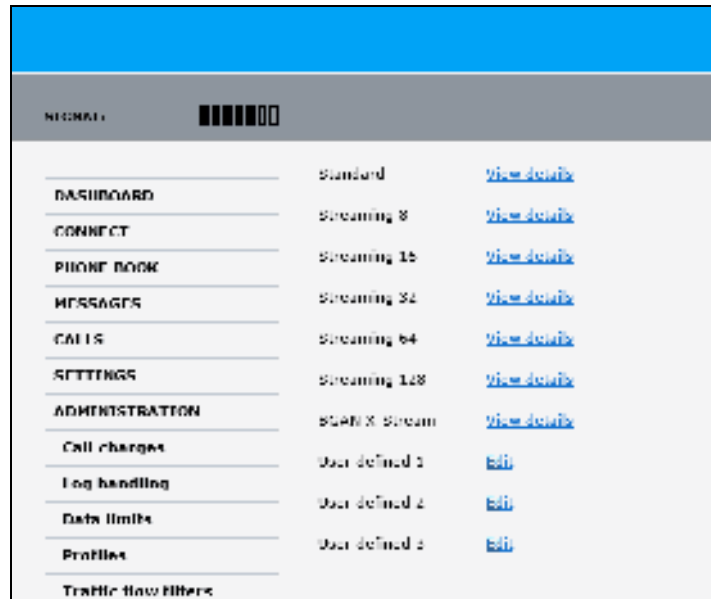 SIGNAL:
DASHBOARD
CONNECT
PHONE BOOK
MESSAGES
CALLS
SETTINGS
ADMINISTRATION
Call charges
Log handling
Data limits
Profiles
Traffic flow filters
Standard View details
Streaming 8 View details
Streaming 16 View details
Streaming 32 View details
Streaming 64 View details
Streaming 128 View details
BGAN X-Stream View details
User defined 1 Edit
User defined 2 Edit
User defined 3 Edit